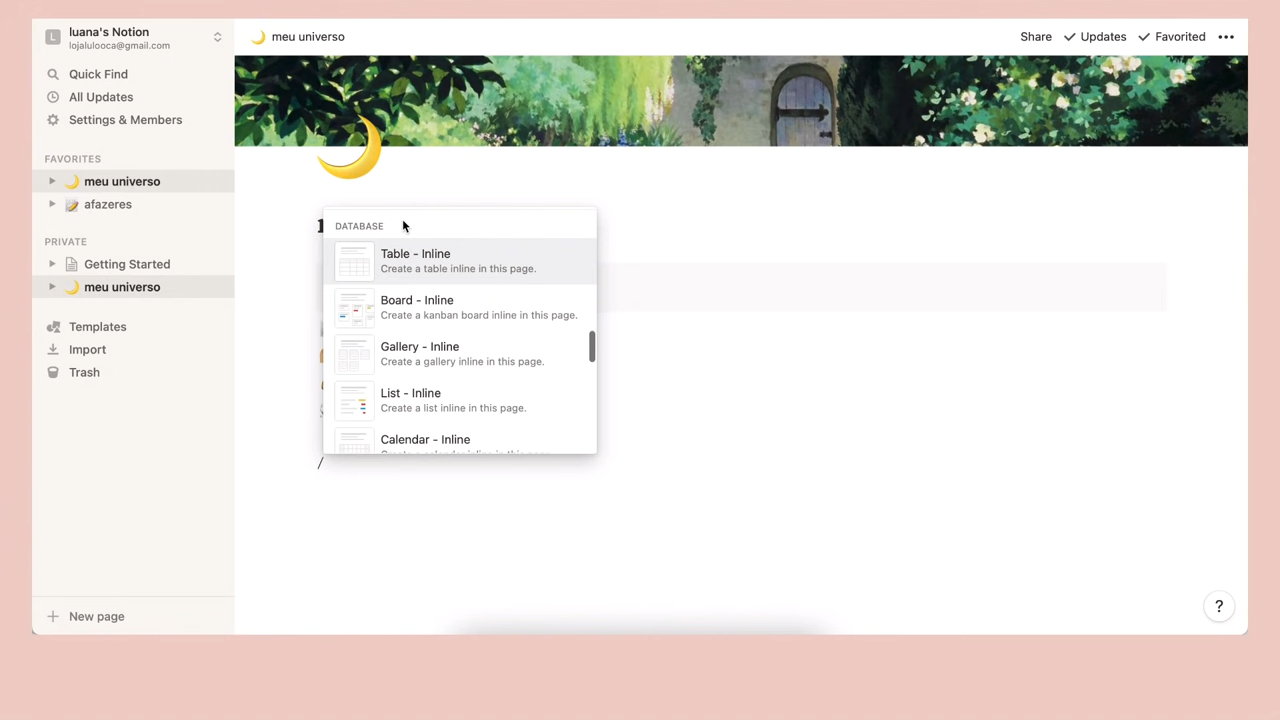 L
luana's Notion
lojalulooca@gmail.com
Quick Find
All Updates
Settings & Members
FAVORITES
meu universo
afazeres
PRIVATE
Getting Started
meu universo
Templates
Import
Trash
New page
meu universo
Share
Updates
Favorited
DATABASE
Table - Inline
Create a table inline in this page.
Board - Inline
Create a kanban board inline in this page.
Gallery - Inline
Create a gallery inline in this page.
List - Inline
Create a list inline in this page.
Calendar - Inline
/
?